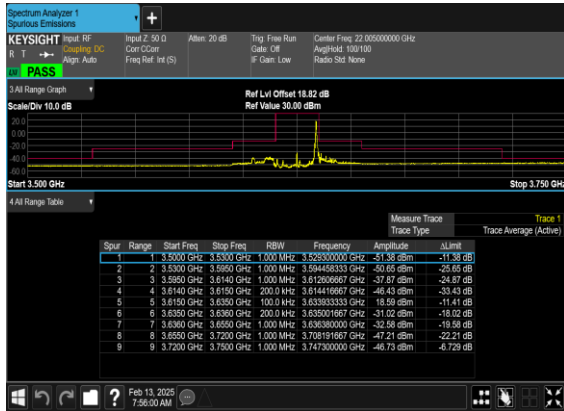 Spectrum Analyzer 1
Spurious Emissions
KEYSIGHT Input: RF
R T Coupling: DC
Align: Auto
LXI PASS
Input Z: 50 Ω
Corr CCorr
Freq Ref: Int (S)
Atten: 20 dB
Trig: Free Run
Gate: Off
IF Gain: Low
Center Freq: 22.005000000 GHz
Avg|Hold: 100/100
Radio Std: None
3 All Range Graph
Scale/Div 10.0 dB
Ref Lvl Offset 18.82 dB
Ref Value 30.00 dBm
20.0
0.00
-20.0
-40.0
-60.0
Start 3.500 GHz
Stop 3.750 GHz
4 All Range Table
Measure Trace Trace 1
Trace Type Trace Average (Active)
Spur Range Start Freq Stop Freq RBW Frequency Amplitude ΔLimit
1 1 3.5000 GHz 3.5300 GHz 1.000 MHz 3.529300000 GHz -51.38 dBm -11.38 dB
2 2 3.5300 GHz 3.5950 GHz 1.000 MHz 3.594458333 GHz -50.65 dBm -25.65 dB
3 3 3.5950 GHz 3.6140 GHz 1.000 MHz 3.612606667 GHz -37.87 dBm -24.87 dB
4 4 3.6140 GHz 3.6150 GHz 200.0 kHz 3.614416667 GHz -46.43 dBm -33.43 dB
5 5 3.6150 GHz 3.6350 GHz 100.0 kHz 3.633933333 GHz 18.59 dBm -11.41 dB
6 6 3.6350 GHz 3.6360 GHz 200.0 kHz 3.635001667 GHz -31.02 dBm -18.02 dB
7 7 3.6360 GHz 3.6550 GHz 1.000 MHz 3.636380000 GHz -32.58 dBm -19.58 dB
8 8 3.6550 GHz 3.7200 GHz 1.000 MHz 3.708191667 GHz -47.21 dBm -22.21 dB
9 9 3.7200 GHz 3.7500 GHz 1.000 MHz 3.747300000 GHz -46.73 dBm -6.729 dB
Feb 13, 2025
7:56:00 AM